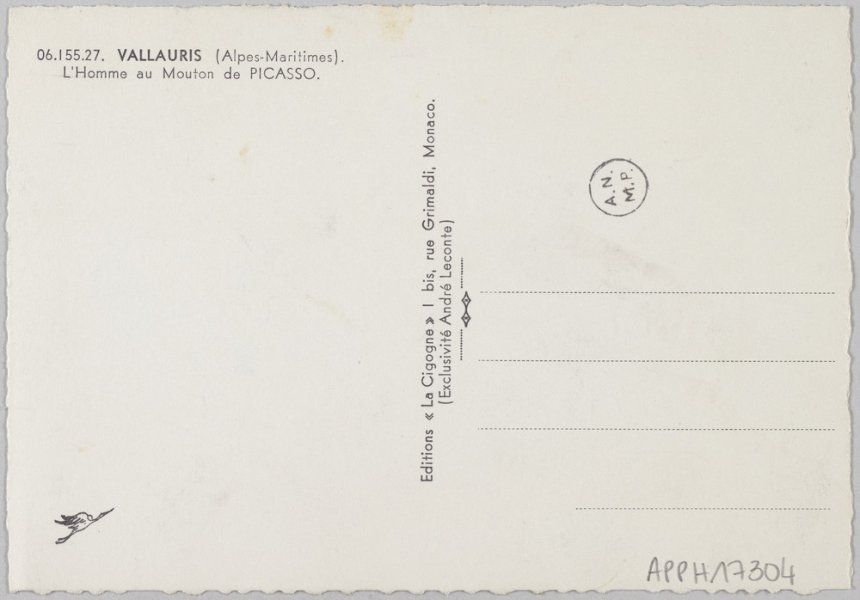 06.155.27. VALLAURIS (Alpes-Maritimes).
L'Homme au Mouton de PICASSO.
Editions « La Cigogne » 1 bis, rue Grimaldi, Monaco.
(Exclusivité André Leconte)
A.N.
M.P.
APPH17304